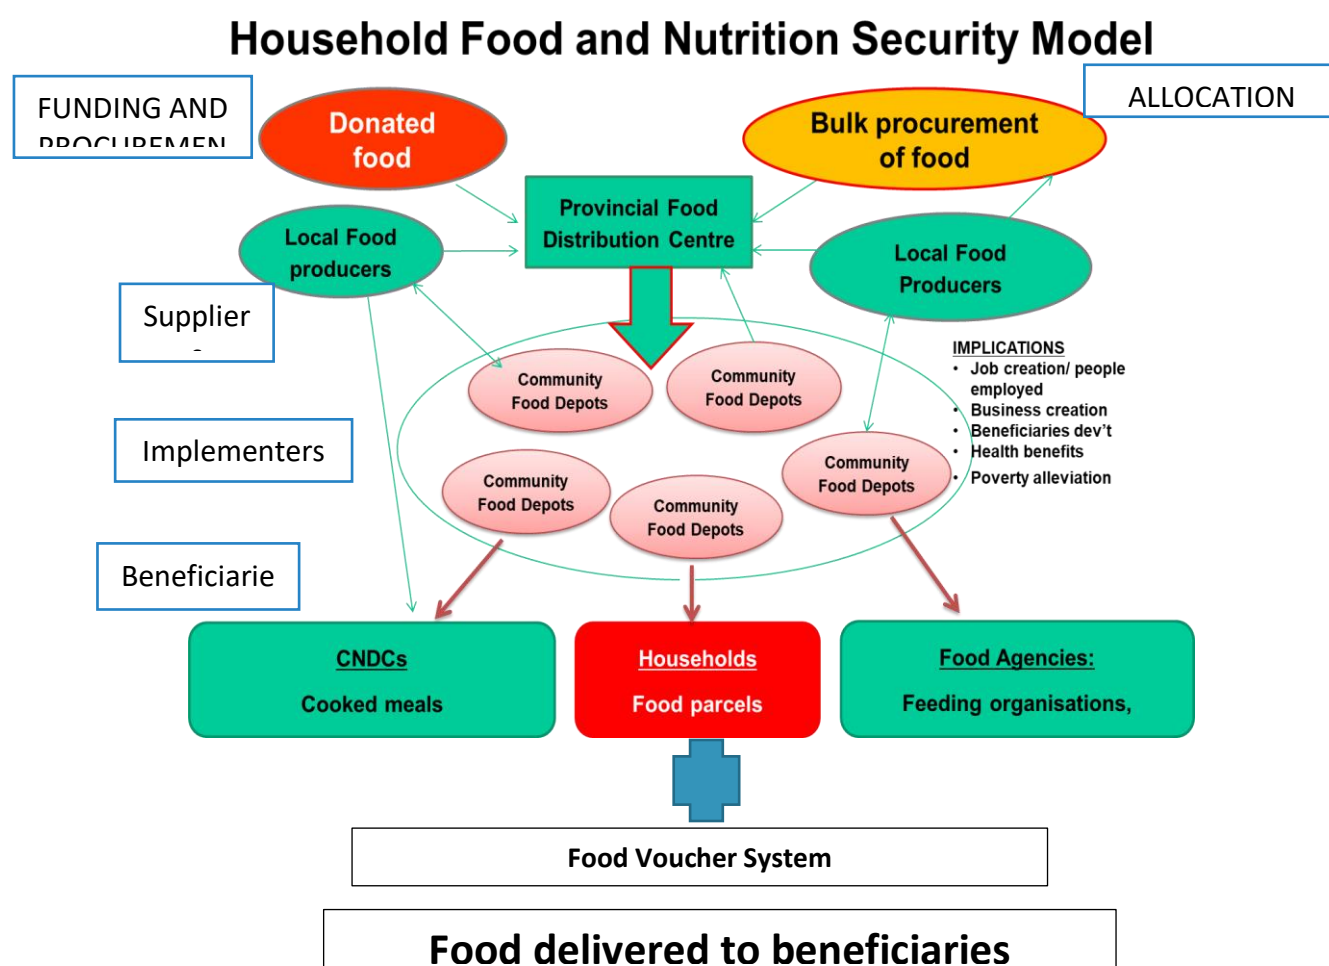 Household Food and Nutrition Security Model
FUNDING AND
PROCUREMEN
ALLOCATION
Donated
food
Bulk procurement
of food
Provincial Food
Distribution Centre
Local Food
producers
Local Food
Producers
Supplier
Community
Food Depots
Community
Food Depots
IMPLICATIONS
• Job creation/ people
employed
• Business creation
• Beneficiaries dev't
• Health benefits
• Poverty alleviation
Implementers
Community
Food Depots
Community
Food Depots
Community
Food Depots
Beneficiarie
CNDCs
Cooked meals
Households
Food parcels
Food Agencies:
Feeding organisations,
Food Voucher System
Food delivered to beneficiaries